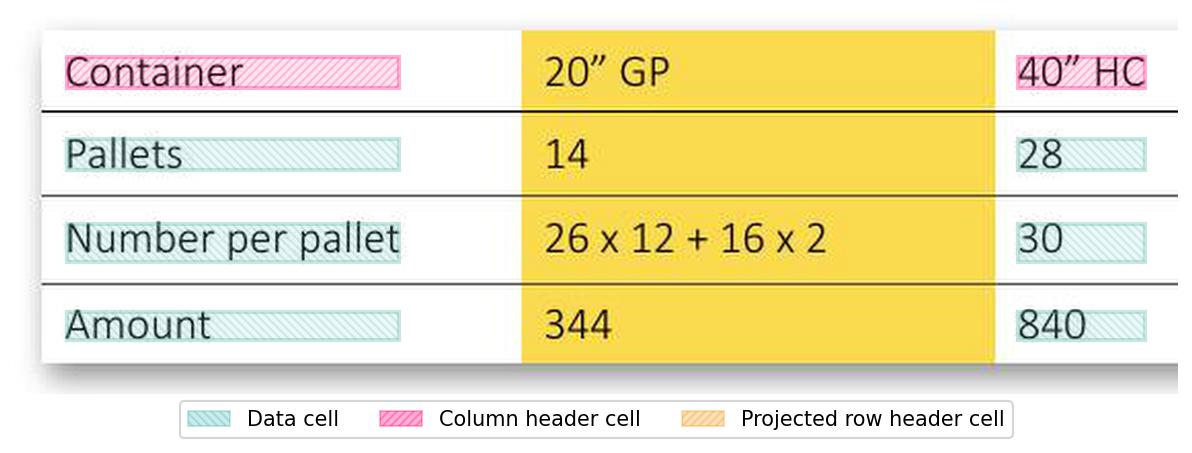 Container 20” GP 40” HC
Pallets 14 28
Number per pallet 26 x 12 + 16 x 2 30
Amount 344 840
Data cell Column header cell Projected row header cell